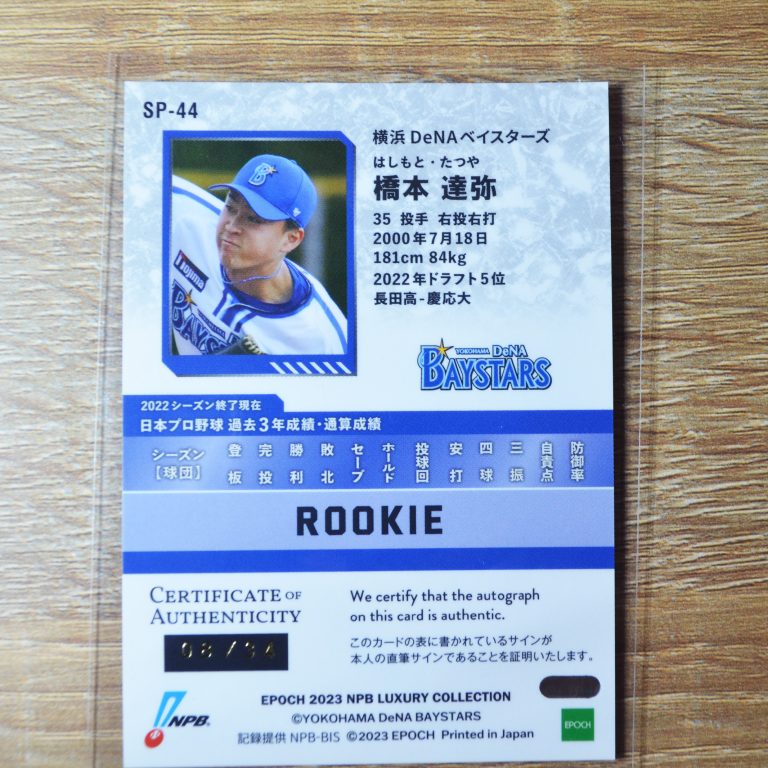 SP-44
横浜DeNAベイスターズ
はしもと・たつや
橋本 達弥
35 投手 右投右打
2000年7月18日
181cm 84kg
2022年ドラフト5位
長田高-慶応大
B
nojima
BAYSTARS
YOKOHAMA DeNA
BAYSTARS
2022シーズン終了現在
日本プロ野球 過去3年成績・通算成績
シーズン【球団】 登板 完投 勝利 敗北 セーブ ホールド 投球回 安打 四球 三振 自責点 防御率
ROOKIE
CERTIFICATE OF
AUTHENTICITY
08/34
We certify that the autograph
on this card is authentic.
このカードの表に書かれているサインが
本人の直筆サインであることを証明いたします。
NPB
EPOCH 2023 NPB LUXURY COLLECTION
©YOKOHAMA DeNA BAYSTARS
記録提供 NPB-BIS ©2023 EPOCH Printed in Japan
EPOCH